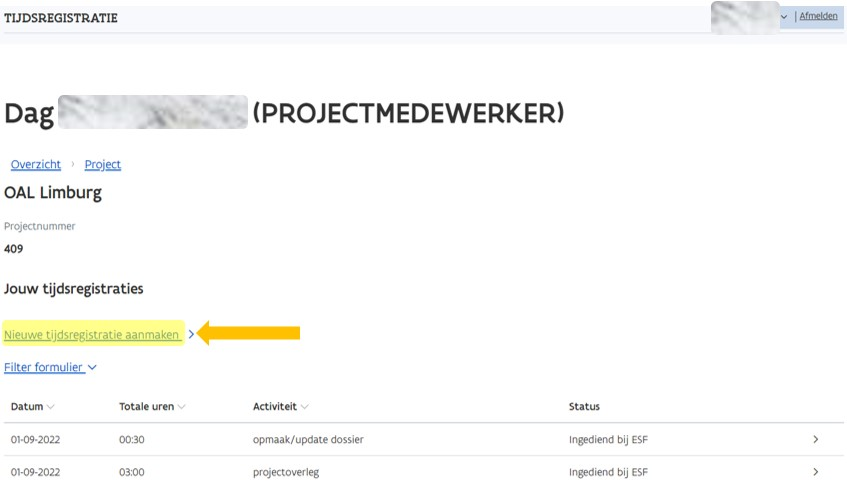 TIJDSREGISTRATIE
| Afmelden
Dag (PROJECTMEDEWERKER)
Overzicht > Project
OAL Limburg
Projectnummer
409
Jouw tijdsregistraties
Nieuwe tijdsregistratie aanmaken
Filter formulier
Datum Totale uren Activiteit Status
01-09-2022 00:30 opmaak/update dossier Ingediend bij ESF
01-09-2022 03:00 projectoverleg Ingediend bij ESF